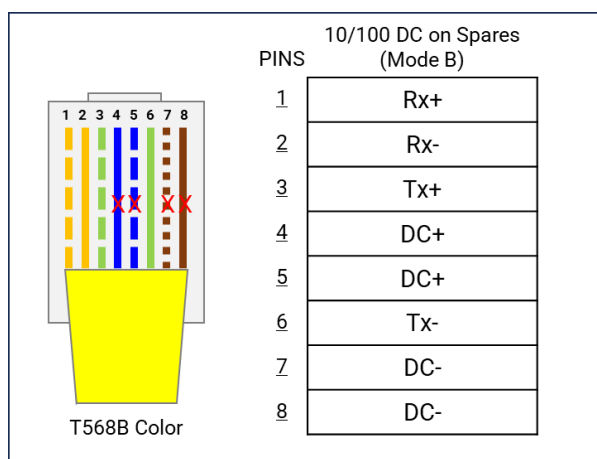 10/100 DC on Spares
PINS (Mode B)
1 2 3 4 5 6 7 8
X X X X
1 Rx+
2 Rx-
3 Tx+
4 DC+
5 DC+
6 Tx-
7 DC-
8 DC-
T568B Color